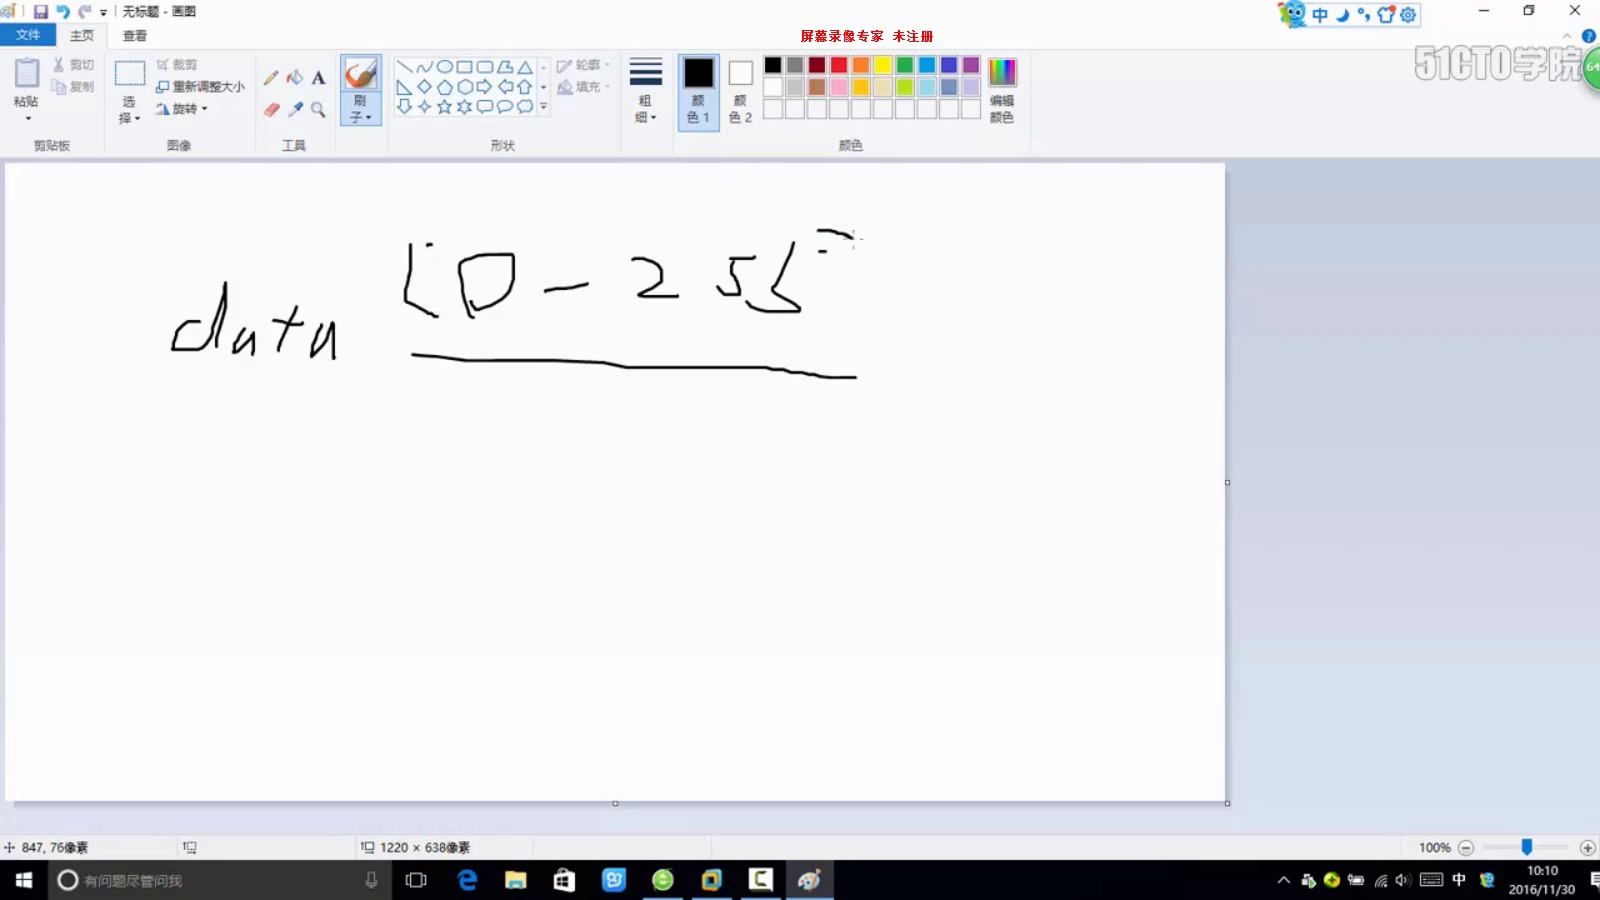 无标题 - 画图
文件 主页 查看
屏幕录像专家 未注册
中
51CTO学院
64
粘贴
剪切
复制
剪贴板
选择
裁剪
重新调整大小
旋转
图像
A
工具
刷子
形状
轮廓
填充
粗细
颜色 1
颜色 2
编辑颜色
颜色
[0 - 255
data
847, 76像素
1220 × 638像素
100%
有问题尽管问我
中
10:10
2016/11/30